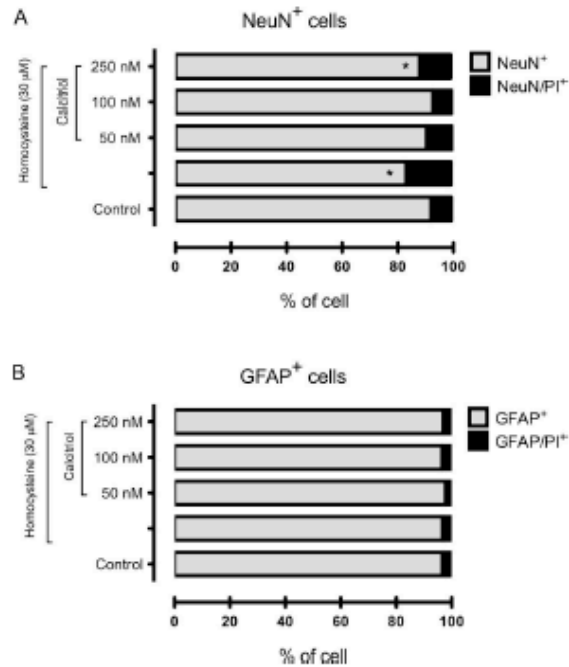 A
NeuN⁺ cells
Homocysteine (30 µM)
Calcitriol
250 nM
100 nM
50 nM
Control
*
*
NeuN⁺
NeuN/PI⁺
0 20 40 60 80 100
% of cell
B
GFAP⁺ cells
Homocysteine (30 µM)
Calcitriol
250 nM
100 nM
50 nM
Control
GFAP⁺
GFAP/PI⁺
0 20 40 60 80 100
% of cell